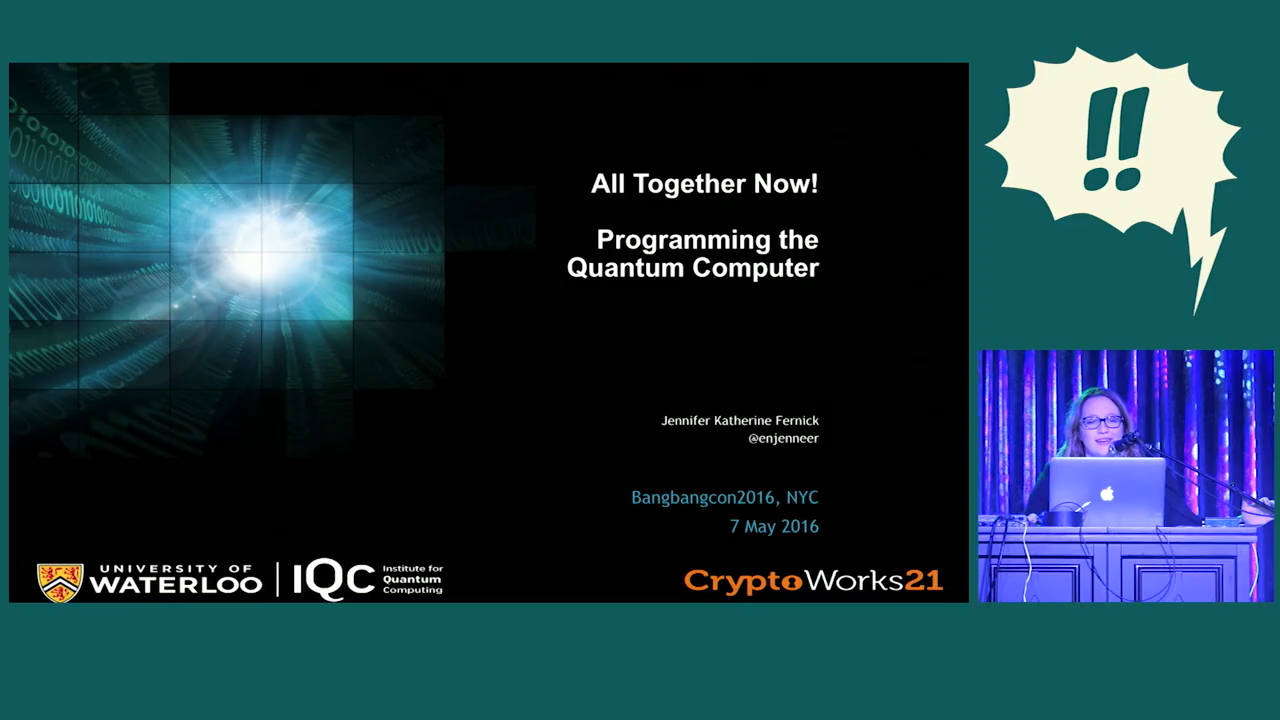 All Together Now!
Programming the
Quantum Computer
Jennifer Katherine Fernick
@enjenneer
Bangbangcon2016, NYC
7 May 2016
UNIVERSITY OF
WATERLOO
IQC
Institute for
Quantum
Computing
CryptoWorks21
!!